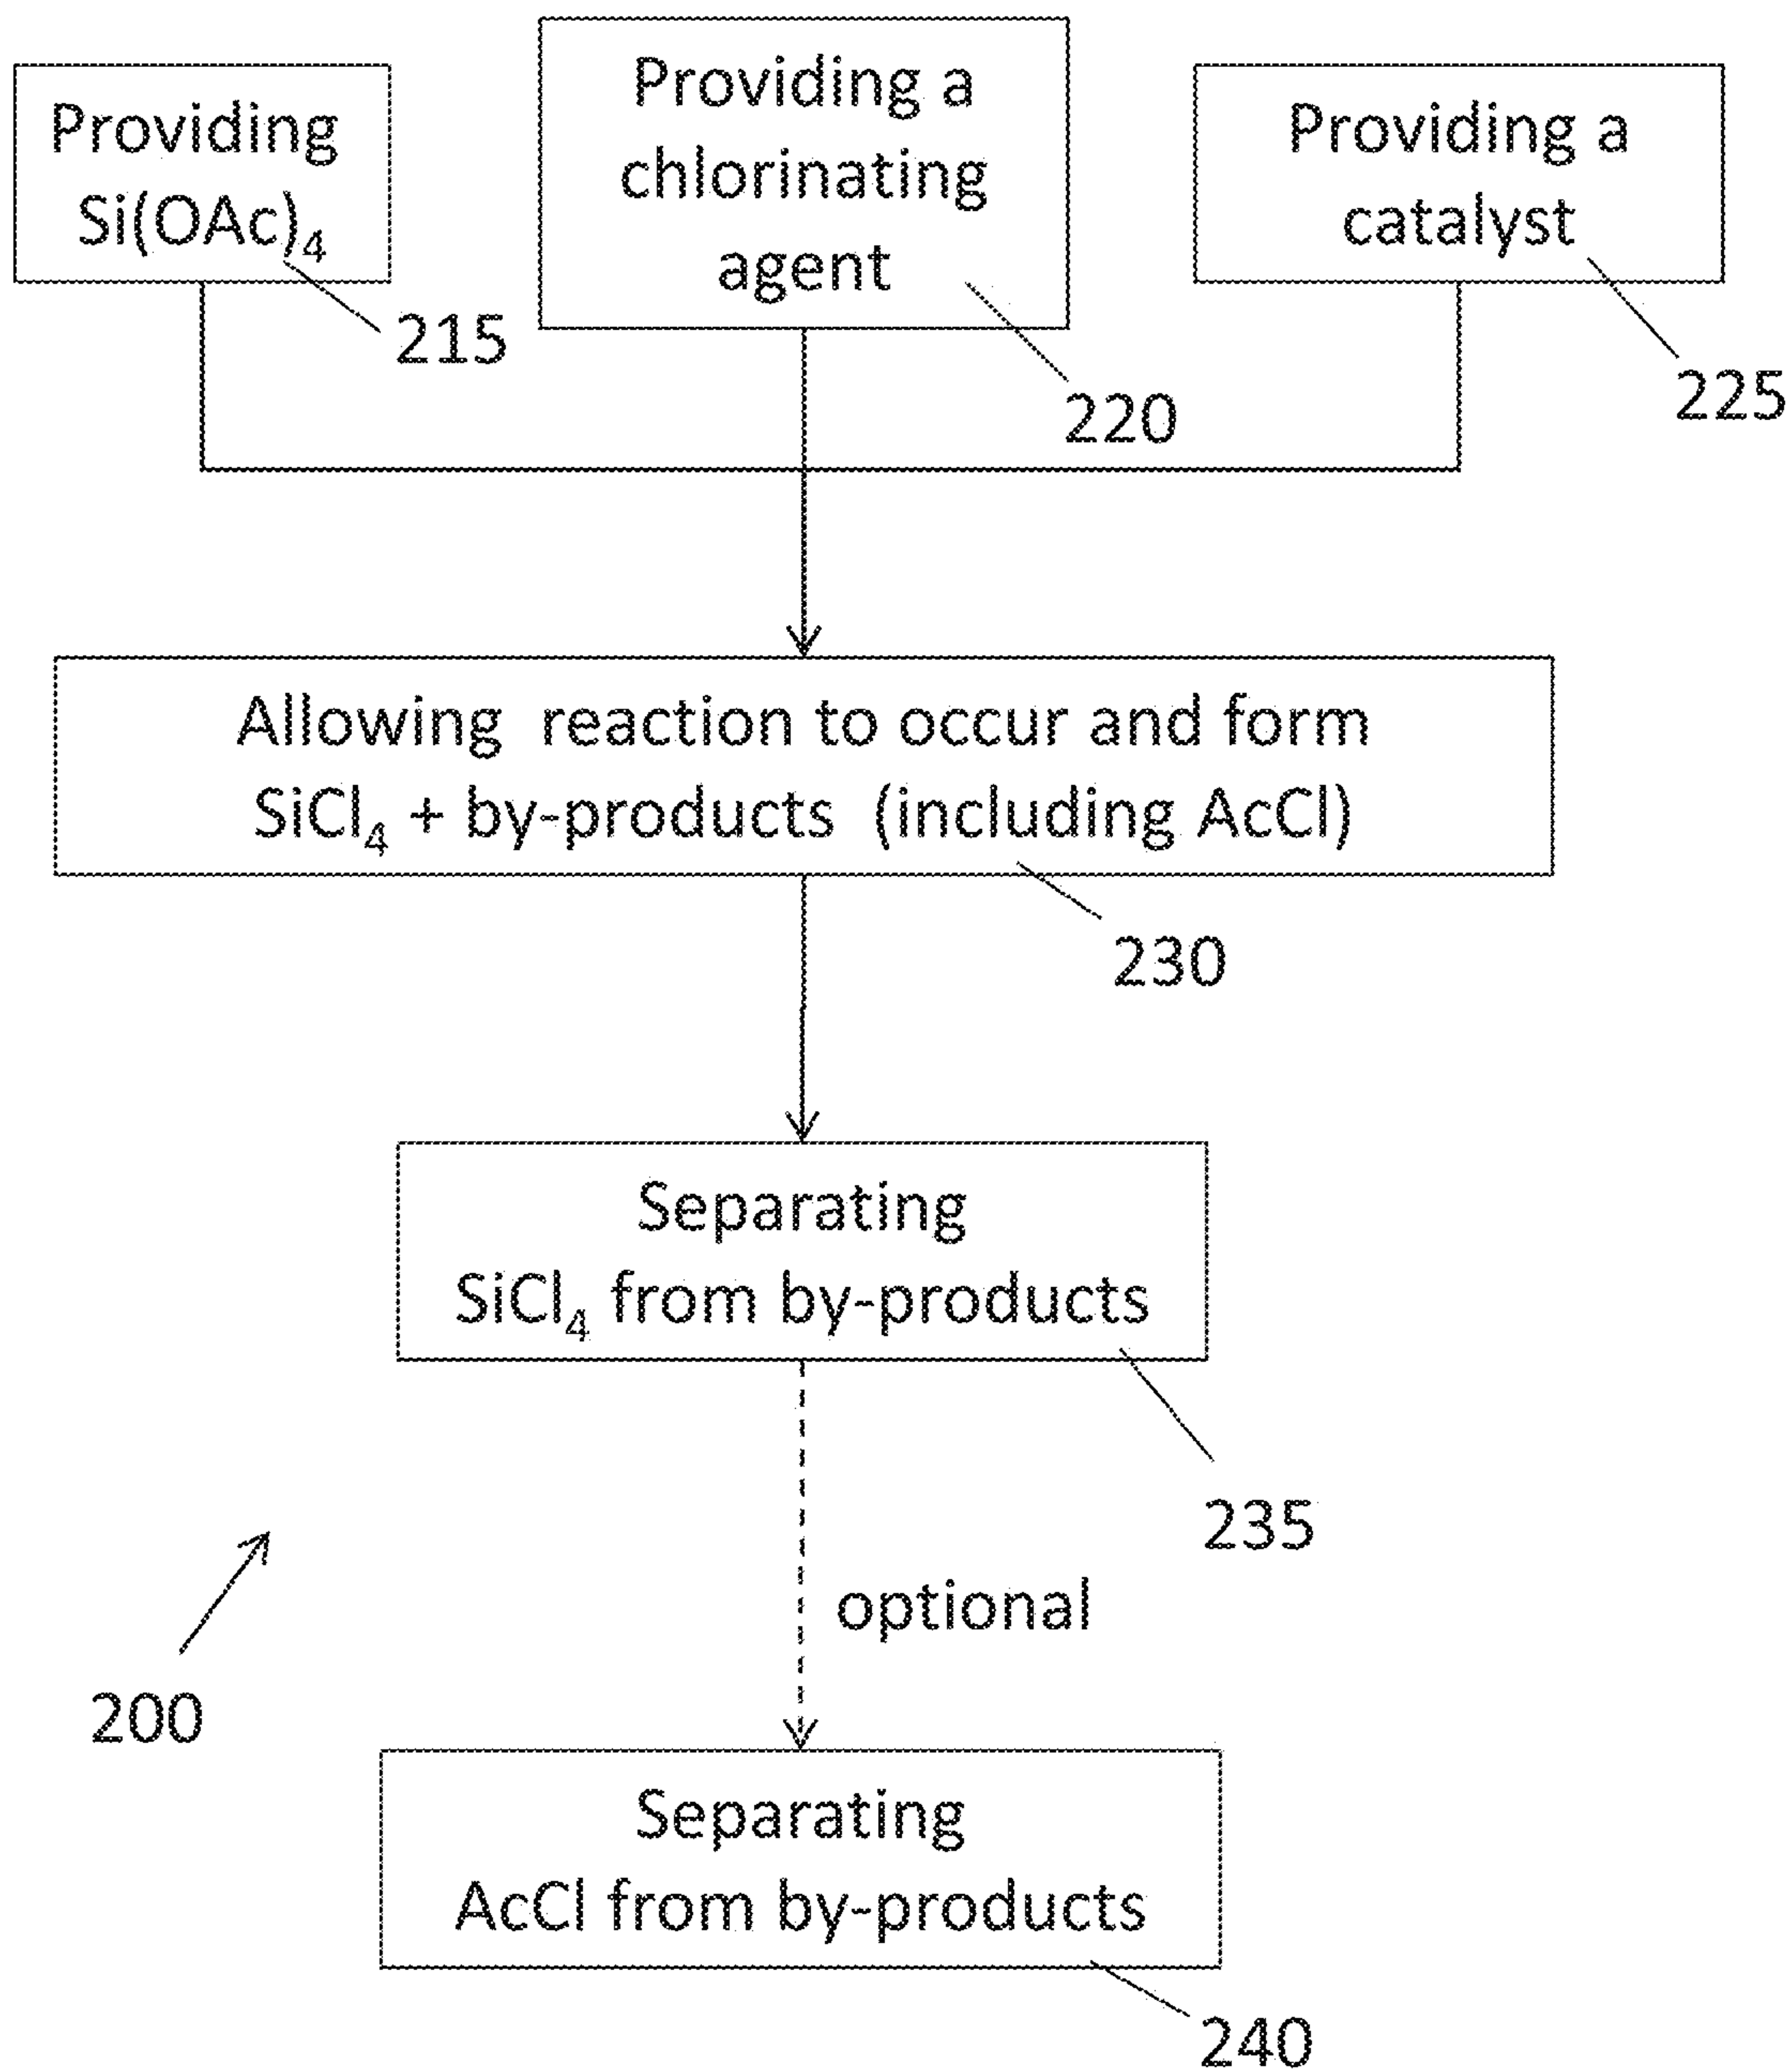 Providing
Si(OAc)₄
215
Providing a
chlorinating
agent
220
Providing a
catalyst
225
Allowing reaction to occur and form
SiCl₄ + by-products (including AcCl)
230
Separating
SiCl₄ from by-products
235
optional
200
Separating
AcCl from by-products
240